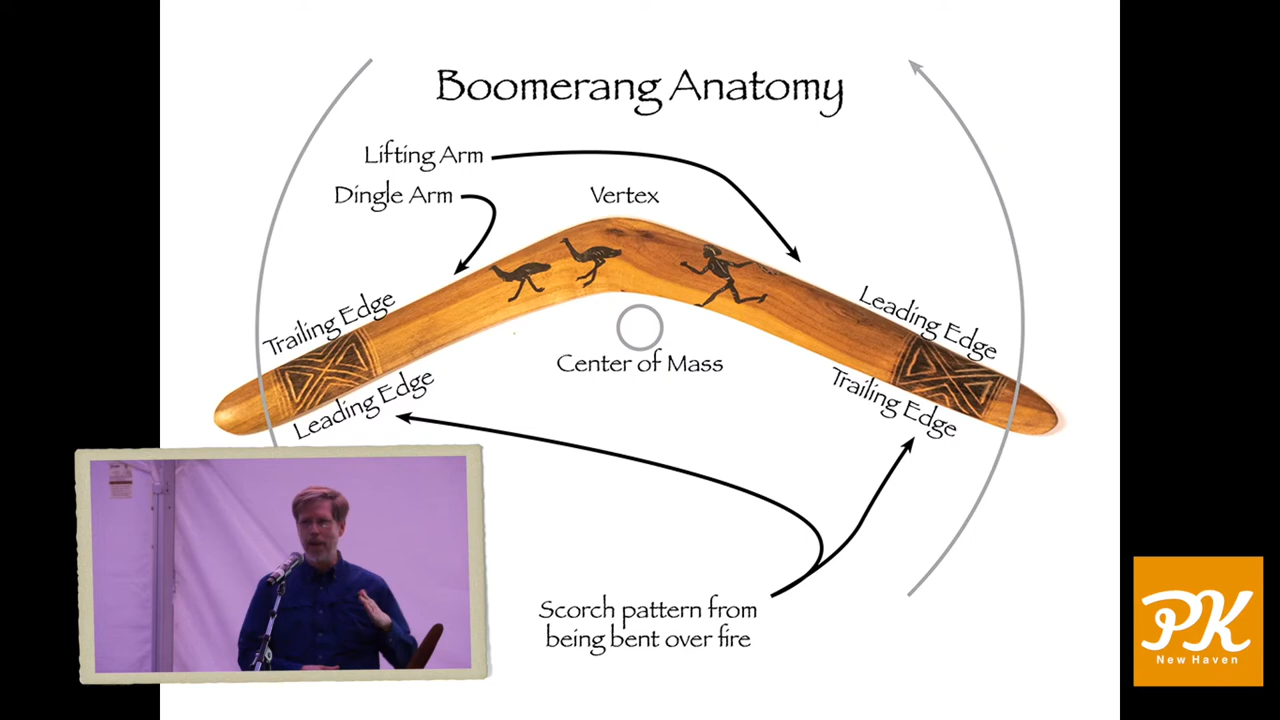 Boomerang Anatomy
Lifting Arm
Dingle Arm
Vertex
Trailing Edge
Leading Edge
Leading Edge
Trailing Edge
Center of Mass
Scorch pattern from
being bent over fire
PK
New Haven